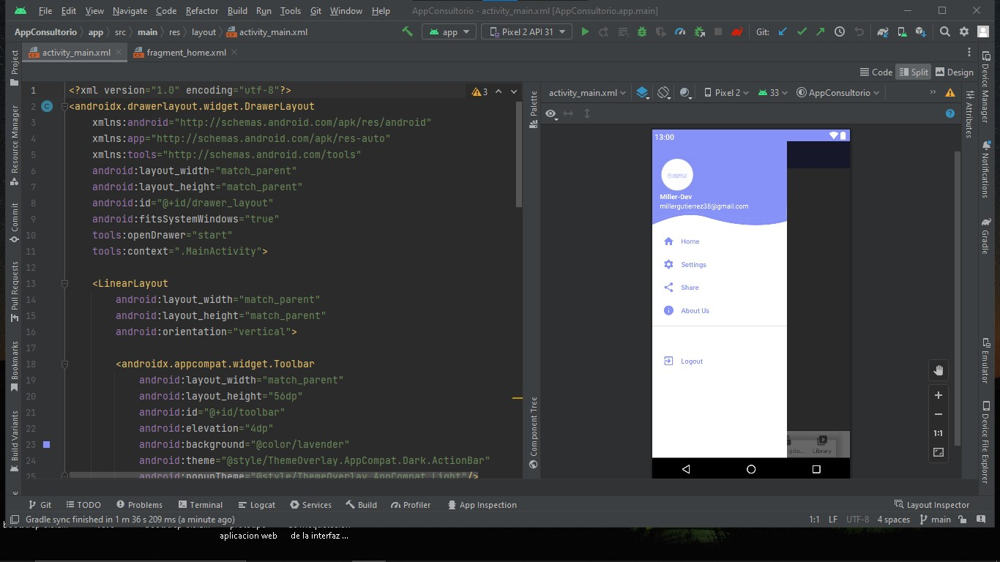 File Edit View Navigate Code Refactor Build Run Tools Git Window Help AppConsultorio - activity_main.xml [AppConsultorio.app.main]
AppConsultorio app src main res layout activity_main.xml app Pixel 2 API 31 Git:
activity_main.xml fragment_home.xml
Code Split Design
Project
Resource Manager
Commit
Pull Requests
Bookmarks
Build Variants
1 <?xml version="1.0" encoding="utf-8"?>
3
2 <androidx.drawerlayout.widget.DrawerLayout
3 xmlns:android="http://schemas.android.com/apk/res/android"
4 xmlns:app="http://schemas.android.com/apk/res-auto"
5 xmlns:tools="http://schemas.android.com/tools"
6 android:layout_width="match_parent"
7 android:layout_height="match_parent"
8 android:id="@+id/drawer_layout"
9 android:fitsSystemWindows="true"
10 tools:openDrawer="start"
11 tools:context=".MainActivity">
12
13 <LinearLayout
14 android:layout_width="match_parent"
15 android:layout_height="match_parent"
16 android:orientation="vertical">
17
18 <androidx.appcompat.widget.Toolbar
19 android:layout_width="match_parent"
20 android:layout_height="56dp"
21 android:id="@+id/toolbar"
22 android:elevation="4dp"
23 android:background="@color/lavender"
24 android:theme="@style/ThemeOverlay.AppCompat.Dark.ActionBar"
25 android:popupTheme="@style/ThemeOverlay.AppCompat.Light"/>
Palette
Component Tree
activity_main.xml Pixel 2 33 AppConsultorio
13:00
Miller-Dev
millergutierrez38@gmail.com
Home
Settings
Share
About Us
Logout
Library
1:1
Device Manager
Notifications
Gradle
Emulator
Device File Explorer
Attributes
Git TODO Problems Terminal Logcat Services Build Profiler App Inspection Layout Inspector
Gradle sync finished in 1 m 36 s 209 ms (a minute ago) 1:1 LF UTF-8 4 spaces main
aplicacion web de la interfaz ...